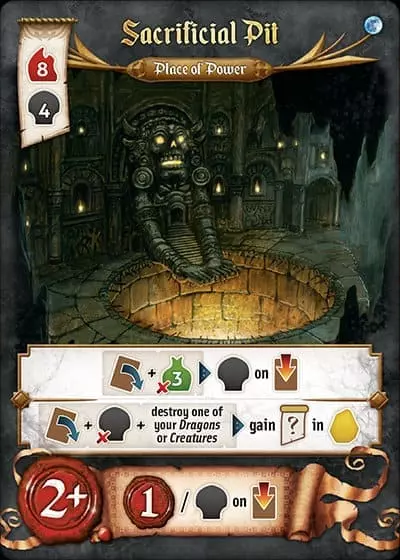 Sacrificial Pit
Place of Power
8
4
+ 3 on
+ + destroy one of
your Dragons
or Creatures
gain ? in
2+ 1 / on